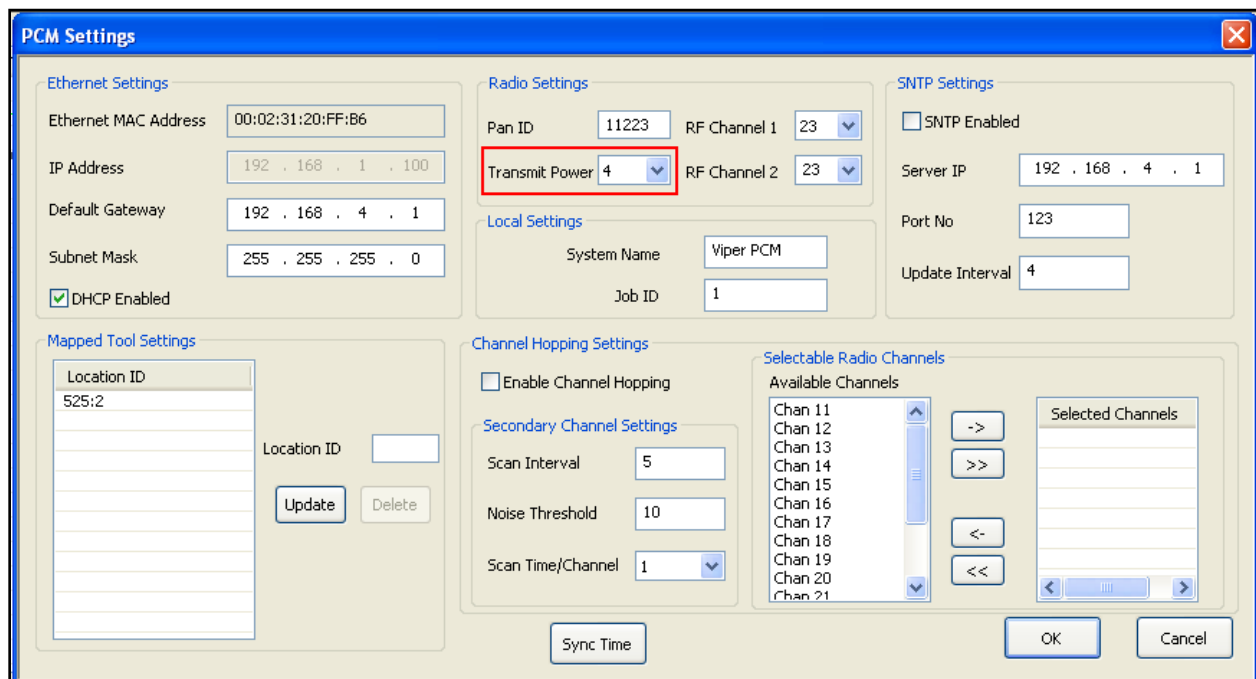 PCM Settings
Ethernet Settings
Ethernet MAC Address 00:02:31:20:FF:B6
IP Address 192 . 168 . 1 . 100
Default Gateway 192 . 168 . 4 . 1
Subnet Mask 255 . 255 . 255 . 0
DHCP Enabled
Radio Settings
Pan ID 11223 RF Channel 1 23
Transmit Power 4 RF Channel 2 23
Local Settings
System Name Viper PCM
Job ID 1
SNTP Settings
SNTP Enabled
Server IP 192 . 168 . 4 . 1
Port No 123
Update Interval 4
Mapped Tool Settings
Location ID
525:2
Location ID
Update Delete
Channel Hopping Settings
Enable Channel Hopping
Secondary Channel Settings
Scan Interval 5
Noise Threshold 10
Scan Time/Channel 1
Selectable Radio Channels
Available Channels
Chan 11
Chan 12
Chan 13
Chan 14
Chan 15
Chan 16
Chan 17
Chan 18
Chan 19
Chan 20
Chan 21
->
>>
<-
<<
Selected Channels
Sync Time
OK Cancel